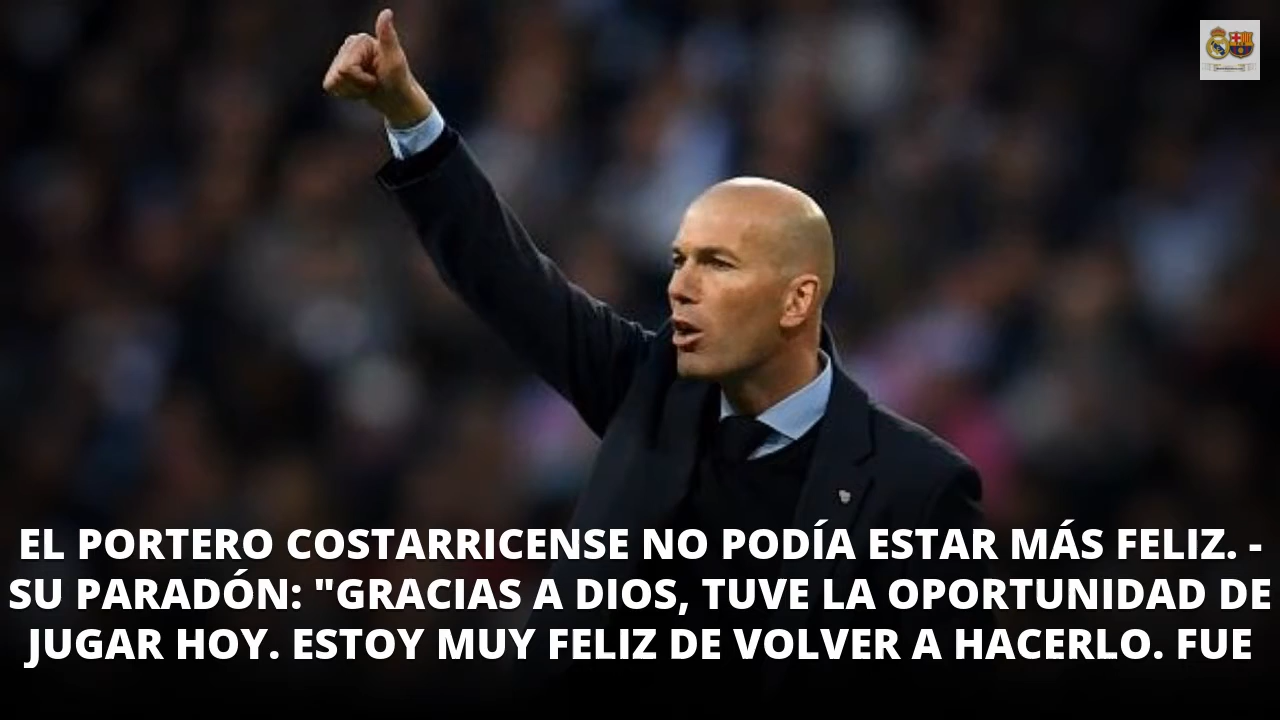 EL PORTERO COSTARRICENSE NO PODÍA ESTAR MÁS FELIZ. -
SU PARADÓN: "GRACIAS A DIOS, TUVE LA OPORTUNIDAD DE
JUGAR HOY. ESTOY MUY FELIZ DE VOLVER A HACERLO. FUE